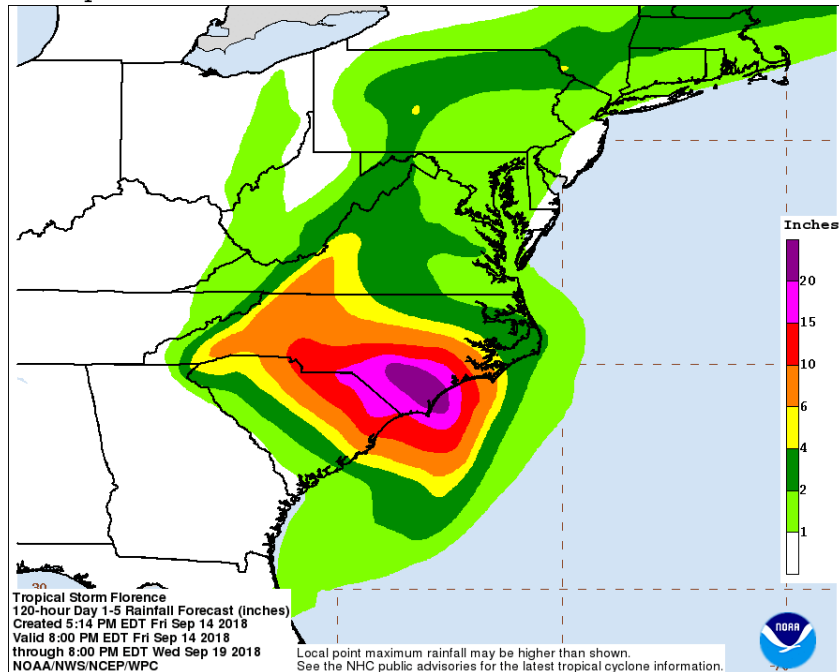 Inches
20
15
10
6
4
2
1
30
Tropical Storm Florence
120-hour Day 1-5 Rainfall Forecast (inches)
Created 5:14 PM EDT Fri Sep 14 2018
Valid 8:00 PM EDT Fri Sep 14 2018
through 8:00 PM EDT Wed Sep 19 2018
NOAA/NWS/NCEP/WPC
Local point maximum rainfall may be higher than shown.
See the NHC public advisories for the latest tropical cyclone information.
NOAA